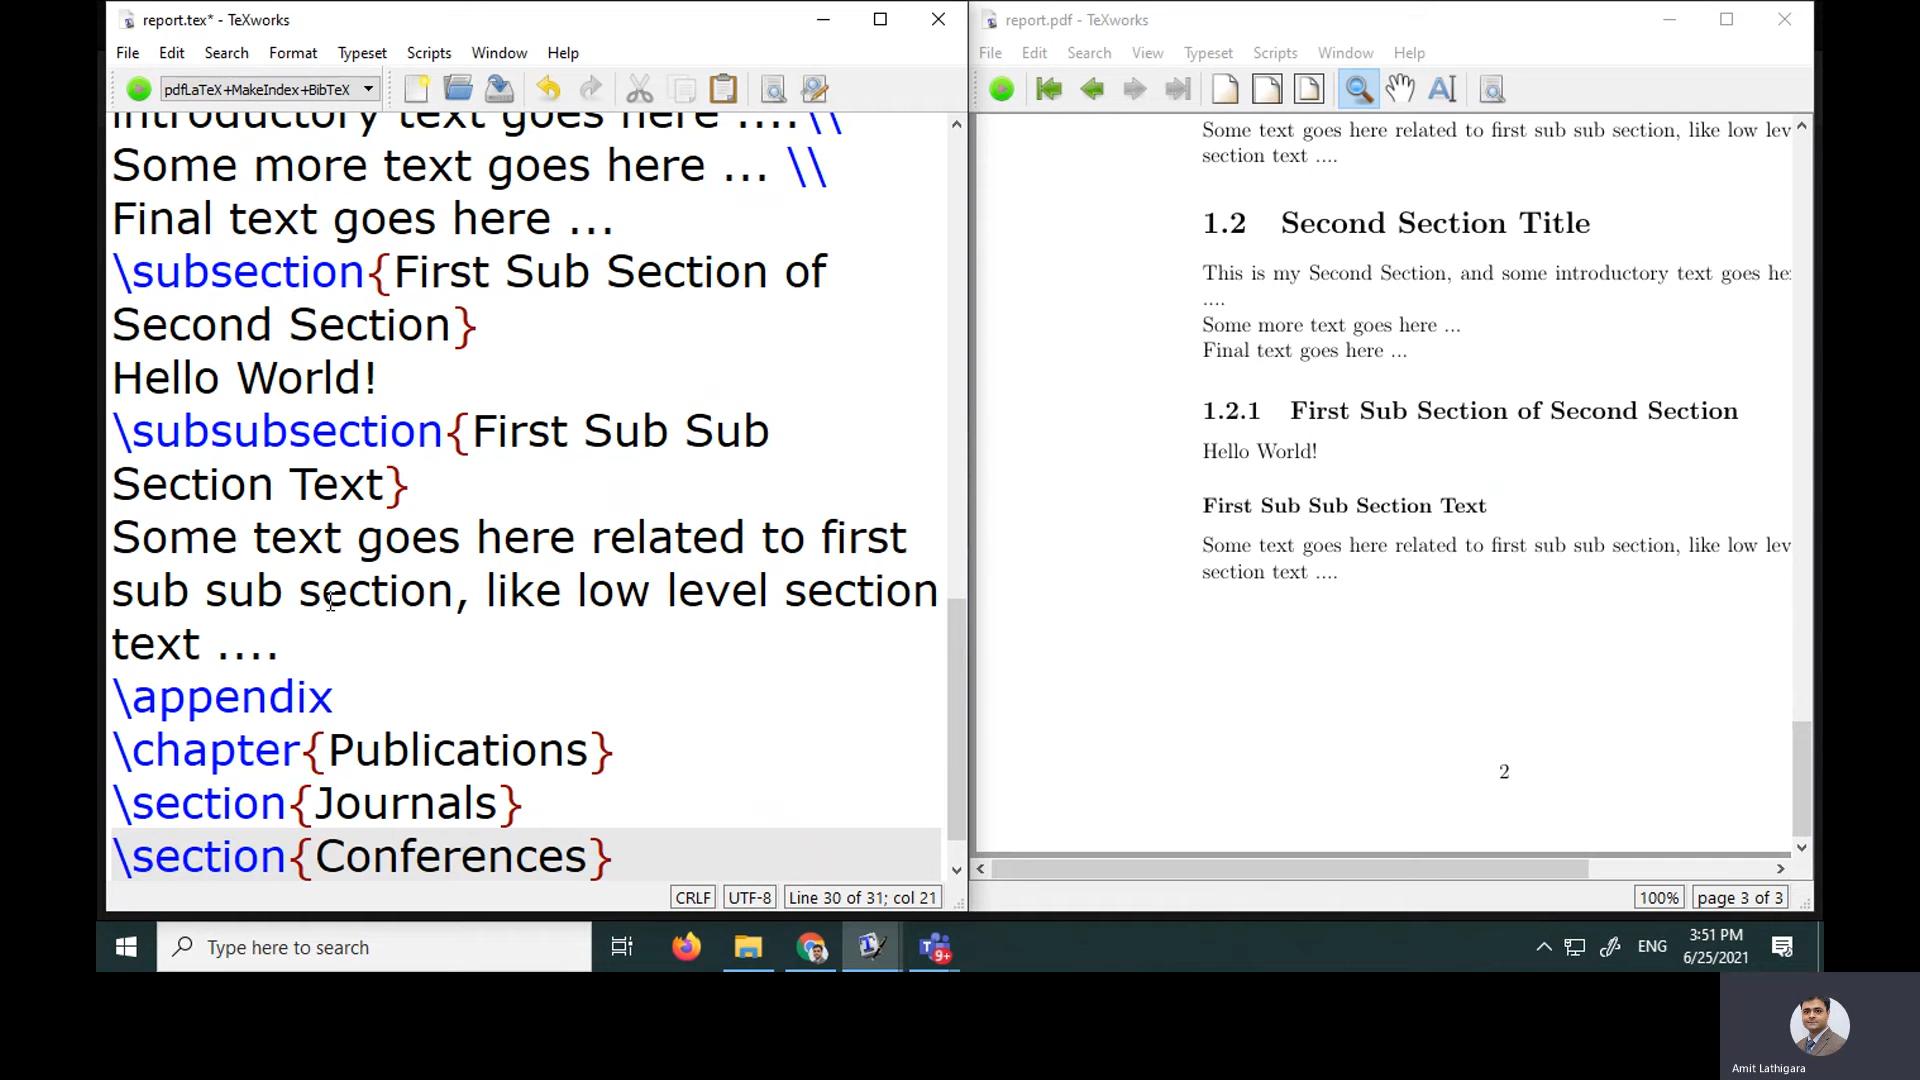 report.tex* - TeXworks
File Edit Search Format Typeset Scripts Window Help
pdfLaTeX+MakeIndex+BibTeX
introductory text goes here ....\\
Some more text goes here ... \\
Final text goes here ...
\subsection{First Sub Section of
Second Section}
Hello World!
\subsubsection{First Sub Sub
Section Text}
Some text goes here related to first
sub sub section, like low level section
text ....
\appendix
\chapter{Publications}
\section{Journals}
\section{Conferences}
CRLF UTF-8 Line 30 of 31; col 21
report.pdf - TeXworks
File Edit Search View Typeset Scripts Window Help
Some text goes here related to first sub sub section, like low lev
section text ....
1.2 Second Section Title
This is my Second Section, and some introductory text goes he
....
Some more text goes here ...
Final text goes here ...
1.2.1 First Sub Section of Second Section
Hello World!
First Sub Sub Section Text
Some text goes here related to first sub sub section, like low lev
section text ....
2
100% page 3 of 3
Type here to search
9+
ENG
3:51 PM
6/25/2021
Amit Lathigara